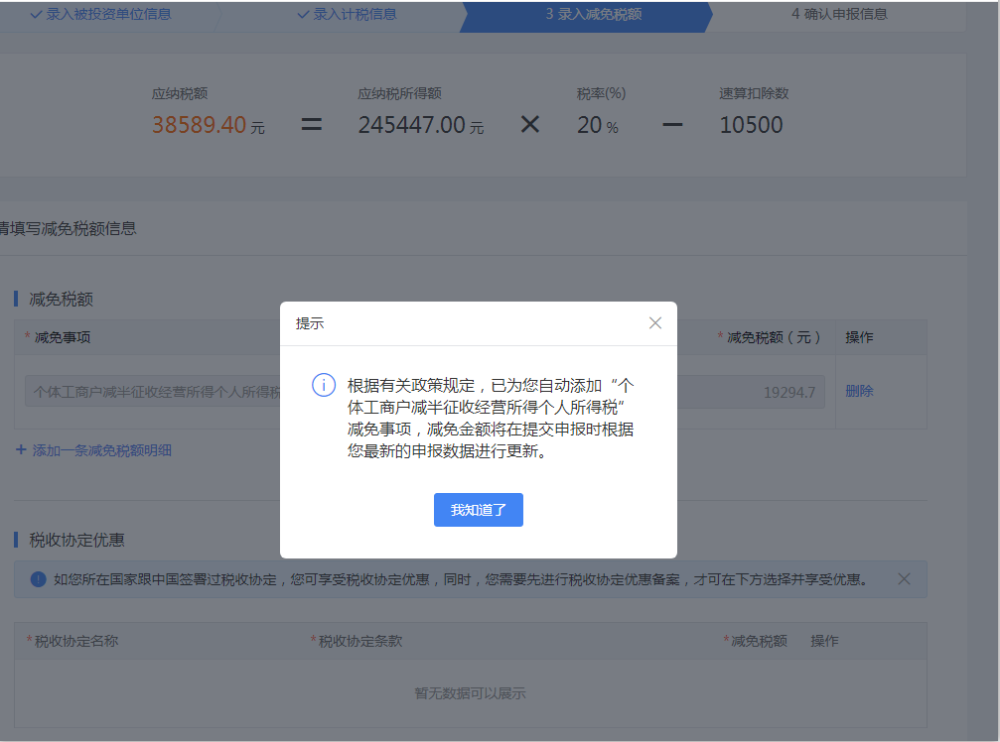 录入被投资单位信息
录入计税信息
3 录入减免税额
4 确认申报信息
应纳税额
应纳税所得额
税率(%)
速算扣除数
38589.40 元 = 245447.00 元 × 20 % − 10500
请填写减免税额信息
减免税额
* 减免事项
* 减免税额（元）
操作
个体工商户减半征收经营所得个人所得税
19294.7
删除
+ 添加一条减免税额明细
提示
根据有关政策规定，已为您自动添加“个
体工商户减半征收经营所得个人所得税”
减免事项，减免金额将在提交申报时根据
您最新的申报数据进行更新。
我知道了
税收协定优惠
如您所在国家跟中国签署过税收协定，您可享受税收协定优惠，同时，您需要先进行税收协定优惠备案，才可在下方选择并享受优惠。
*税收协定名称
*税收协定条款
*减免税额
操作
暂无数据可以展示